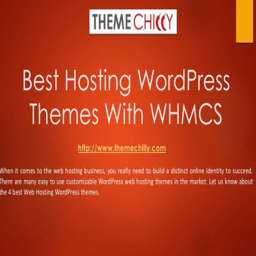 THEMECHILLY
Best Hosting WordPress
Themes With WHMCS
http://www.themechilly.com
When it comes to the web hosting business, you really need to build a distinct online identity to succeed.
There are many easy to use customizable WordPress web hosting themes in the market. Let us know about
the 4 best Web Hosting WordPress themes.